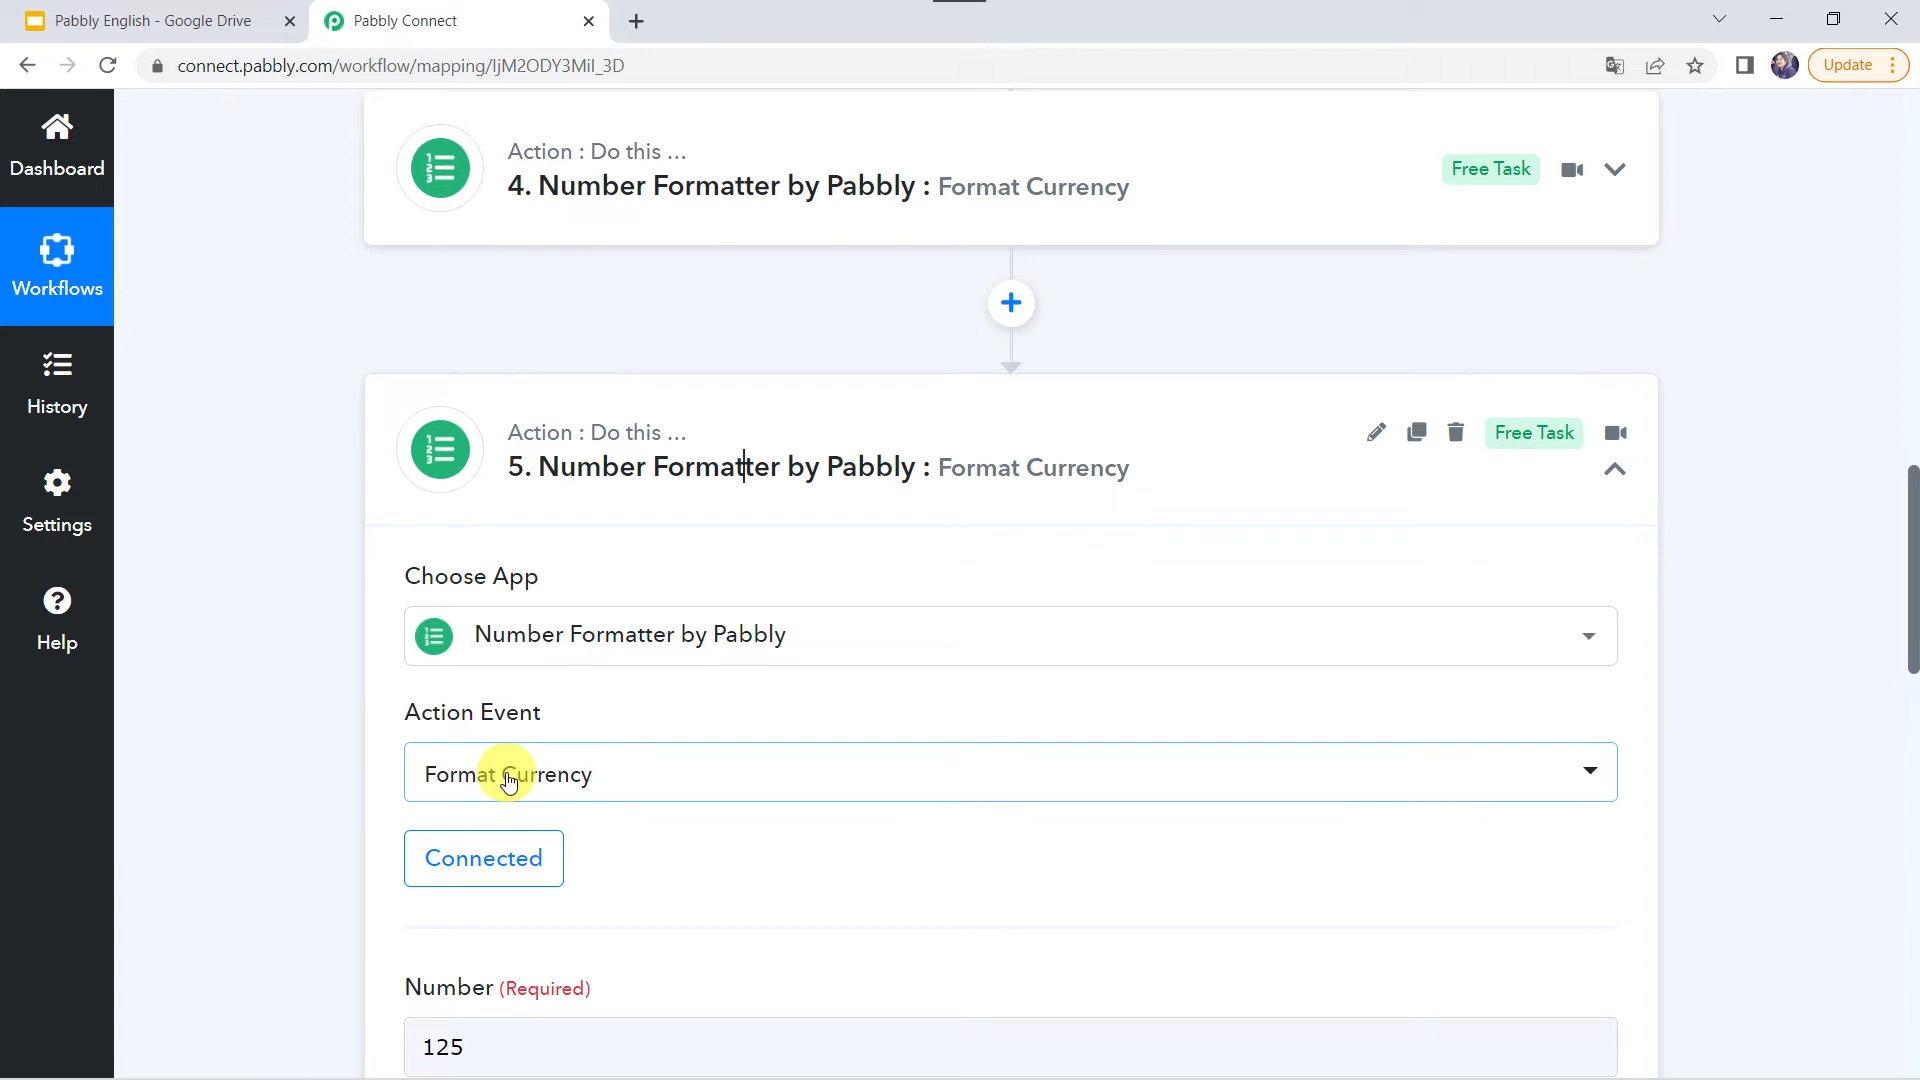 Pabbly English - Google Drive
Pabbly Connect
connect.pabbly.com/workflow/mapping/IjM2ODY3MiI_3D
Update
Dashboard
Workflows
History
Settings
Help
Action : Do this ...
4. Number Formatter by Pabbly : Format Currency
Free Task
Action : Do this ...
5. Number Formatter by Pabbly : Format Currency
Free Task
Choose App
Number Formatter by Pabbly
Action Event
Format Currency
Connected
Number (Required)
125